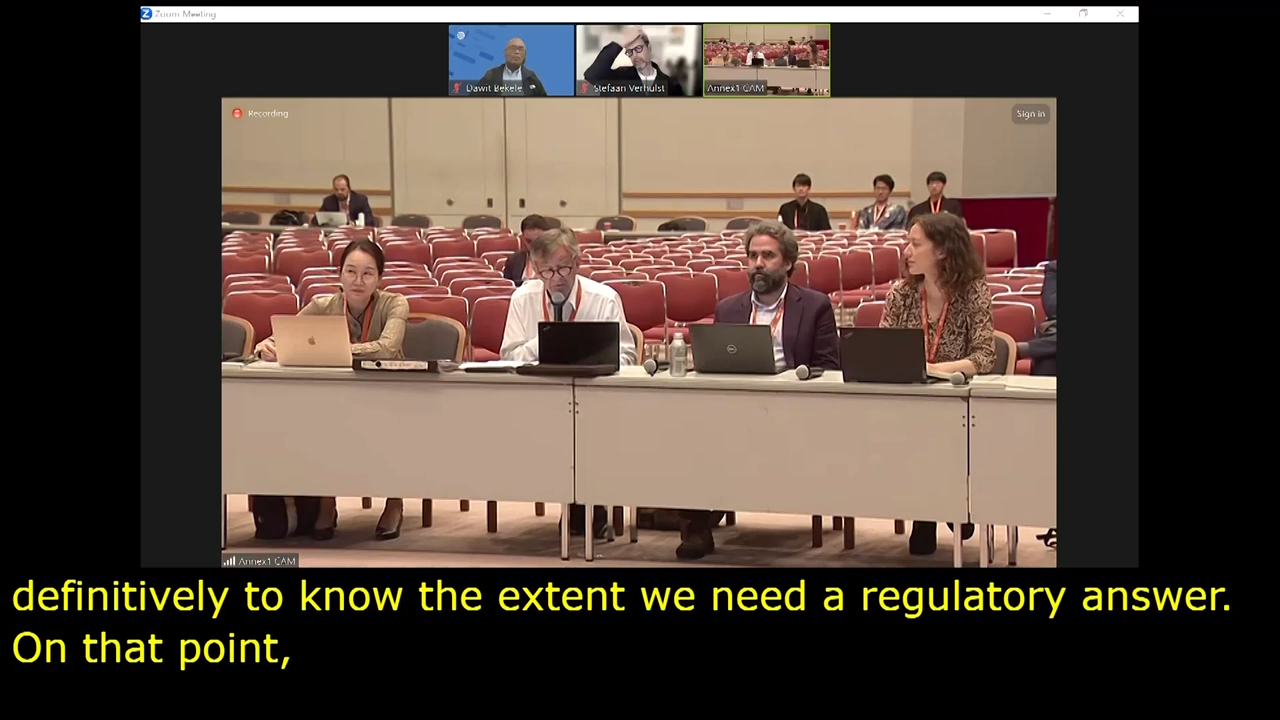 Zoom Meeting
Dawit Bekele
Stefaan Verhulst
Annex1 CAM
Recording
Sign in
DELL
Annex1 CAM
definitively to know the extent we need a regulatory answer.
On that point,